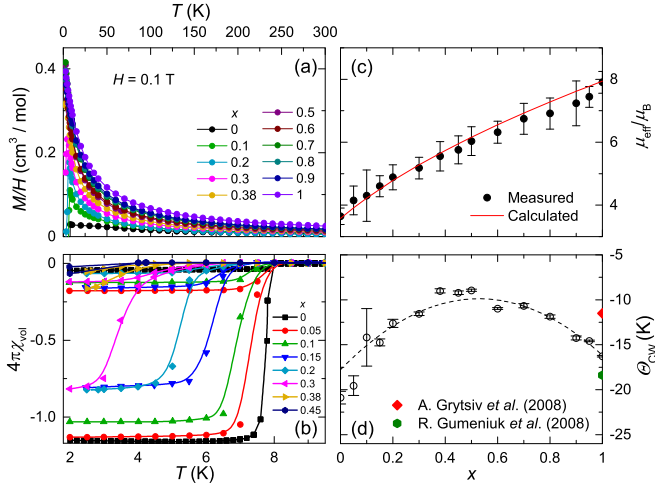 T (K)
0 50 100 150 200 250 300
0.4
0.2
0
M/H (cm³ / mol)
H = 0.1 T
(a)
x
0
0.1
0.2
0.3
0.38
0.5
0.6
0.7
0.8
0.9
1
(c)
8
6
4
μeff/μB
Measured
Calculated
0
-0.5
-1.0
4πχvol
x
0
0.05
0.1
0.15
0.2
0.3
0.38
0.45
(b)
2 4 6 8
T (K)
-5
-10
-15
-20
-25
ΘCW (K)
A. Grytsiv et al. (2008)
R. Gumeniuk et al. (2008)
(d)
0.0 0.2 0.4 0.6 0.8 1.0
x